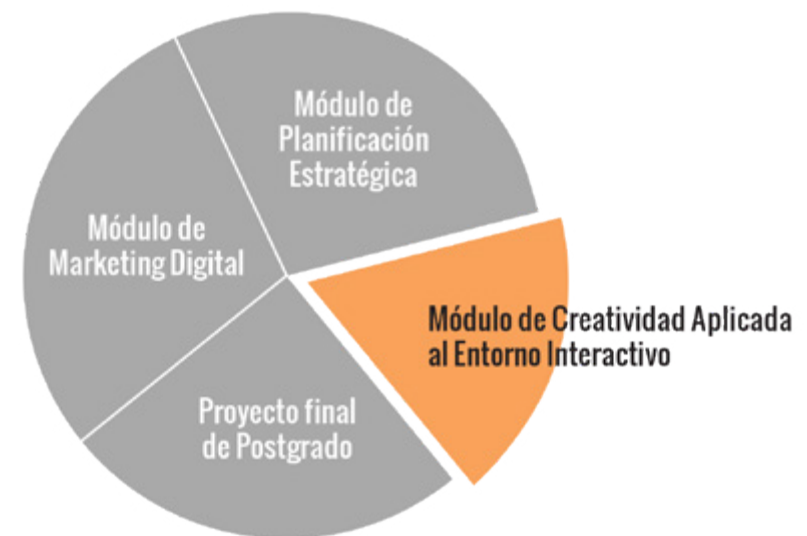 Módulo de
Planificación
Estratégica
Módulo de
Marketing Digital
Módulo de Creatividad Aplicada
al Entorno Interactivo
Proyecto final
de Postgrado